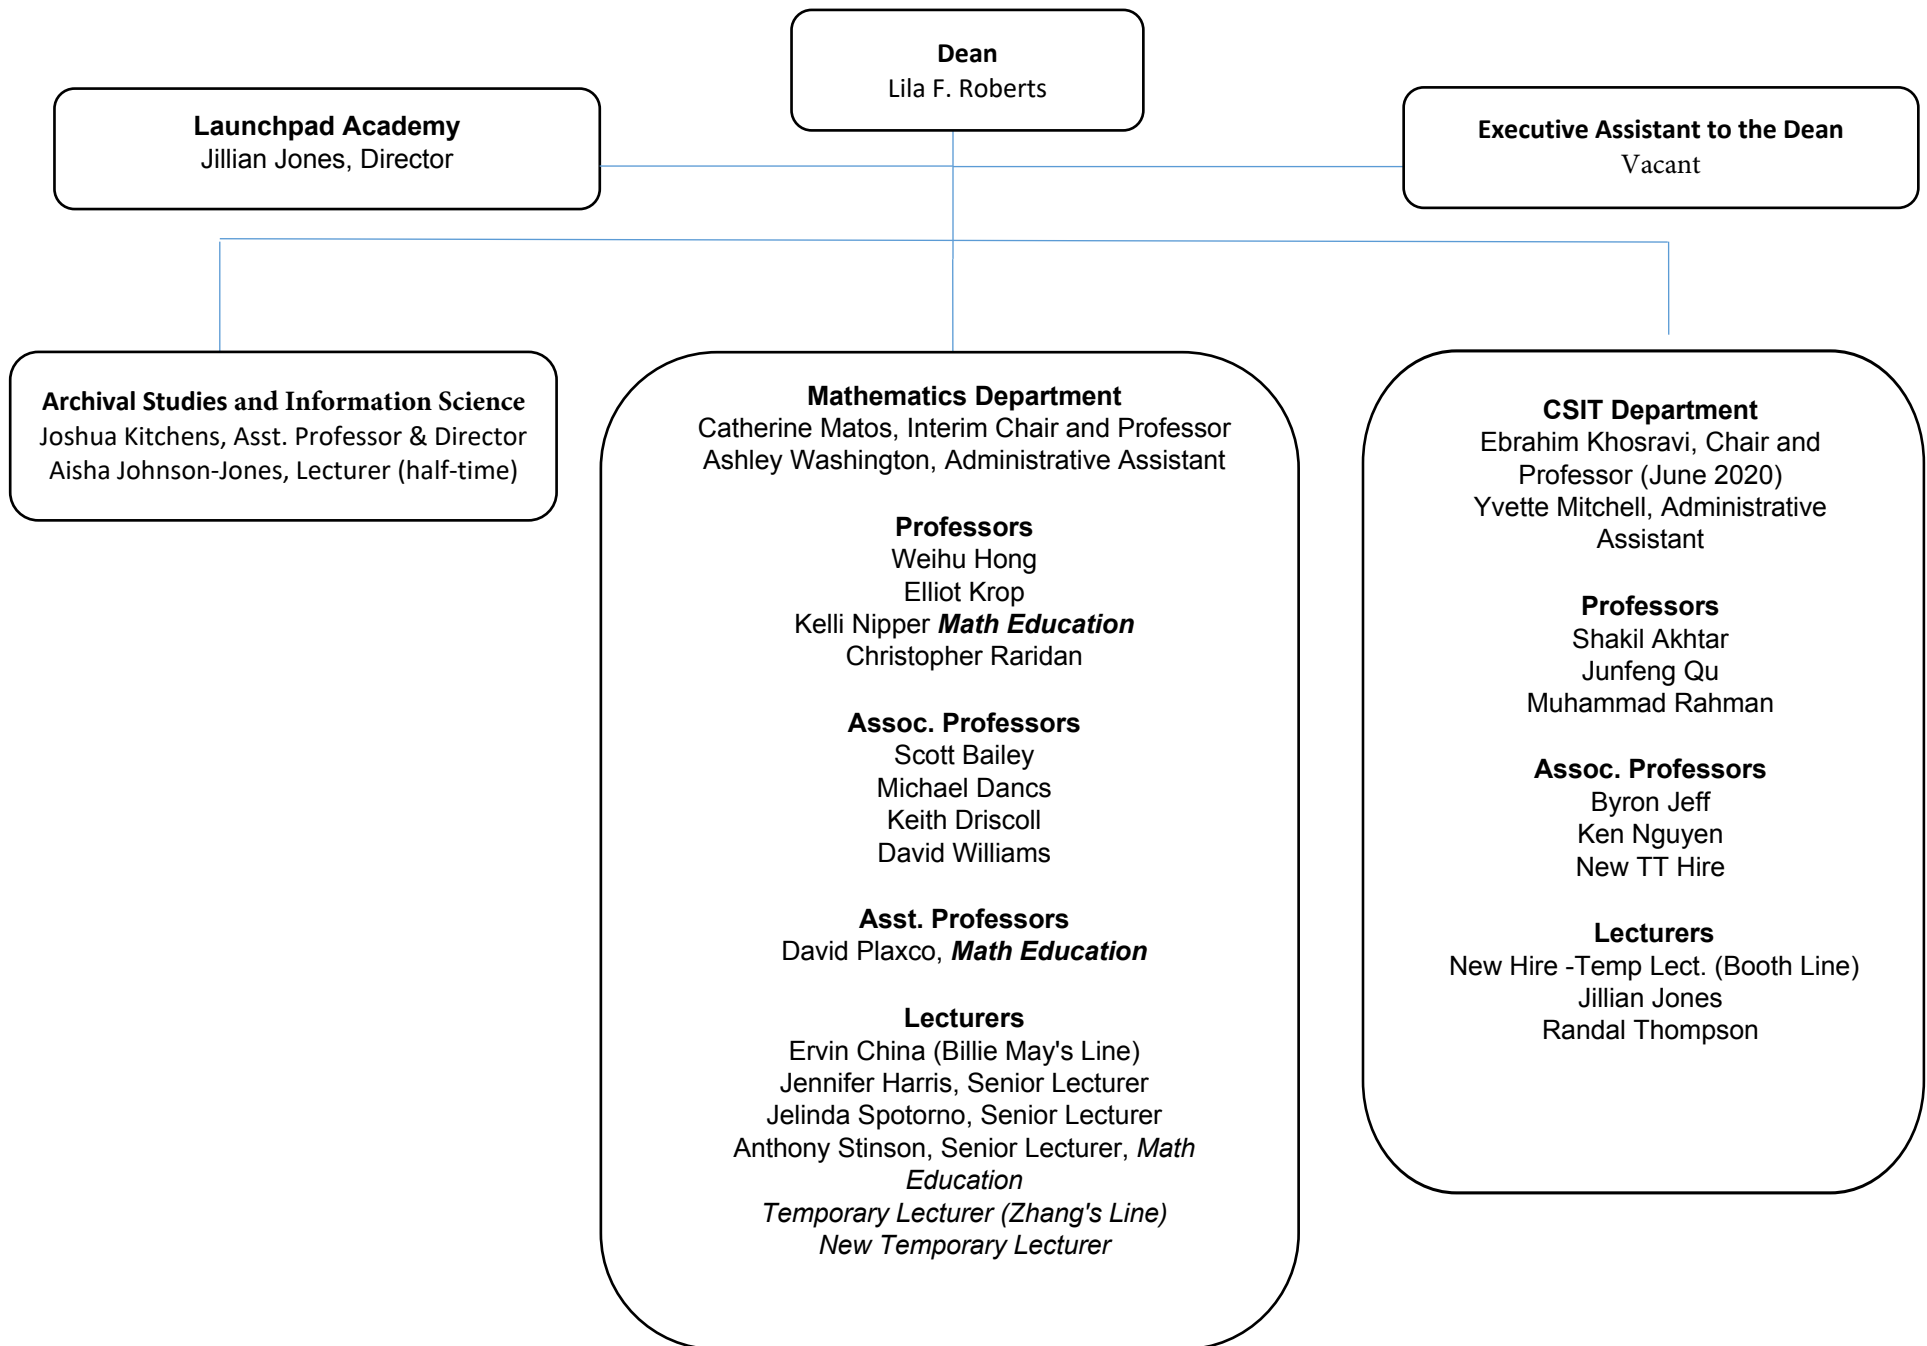 Dean
Lila F. Roberts
Launchpad Academy
Jillian Jones, Director
Executive Assistant to the Dean
Vacant
Archival Studies and Information Science
Joshua Kitchens, Asst. Professor & Director
Aisha Johnson-Jones, Lecturer (half-time)
Mathematics Department
Catherine Matos, Interim Chair and Professor
Ashley Washington, Administrative Assistant
Professors
Weihu Hong
Elliot Krop
Kelli Nipper Math Education
Christopher Raridan
Assoc. Professors
Scott Bailey
Michael Dancs
Keith Driscoll
David Williams
Asst. Professors
David Plaxco, Math Education
Lecturers
Ervin China (Billie May's Line)
Jennifer Harris, Senior Lecturer
Jelinda Spotorno, Senior Lecturer
Anthony Stinson, Senior Lecturer, Math
Education
Temporary Lecturer (Zhang's Line)
New Temporary Lecturer
CSIT Department
Ebrahim Khosravi, Chair and
Professor (June 2020)
Yvette Mitchell, Administrative
Assistant
Professors
Shakil Akhtar
Junfeng Qu
Muhammad Rahman
Assoc. Professors
Byron Jeff
Ken Nguyen
New TT Hire
Lecturers
New Hire -Temp Lect. (Booth Line)
Jillian Jones
Randal Thompson